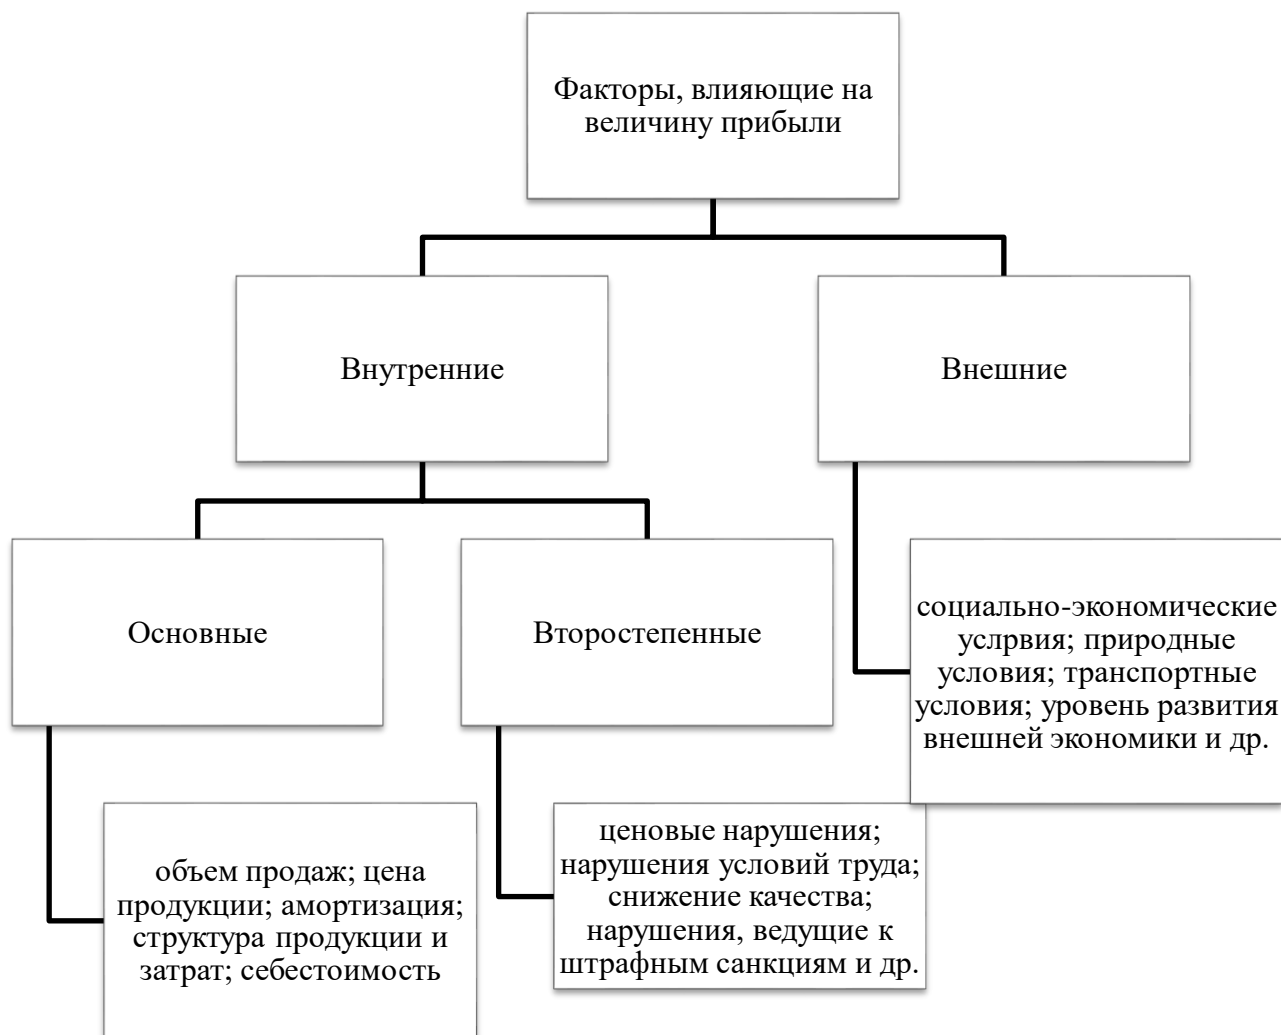 Факторы, влияющие на
величину прибыли
Внутренние
Внешние
Основные
Второстепенные
социально-экономические
услрвия; природные
условия; транспортные
условия; уровень развития
внешней экономики и др.
объем продаж; цена
продукции; амортизация;
структура продукции и
затрат; себестоимость
ценовые нарушения;
нарушения условий труда;
снижение качества;
нарушения, ведущие к
штрафным санкциям и др.